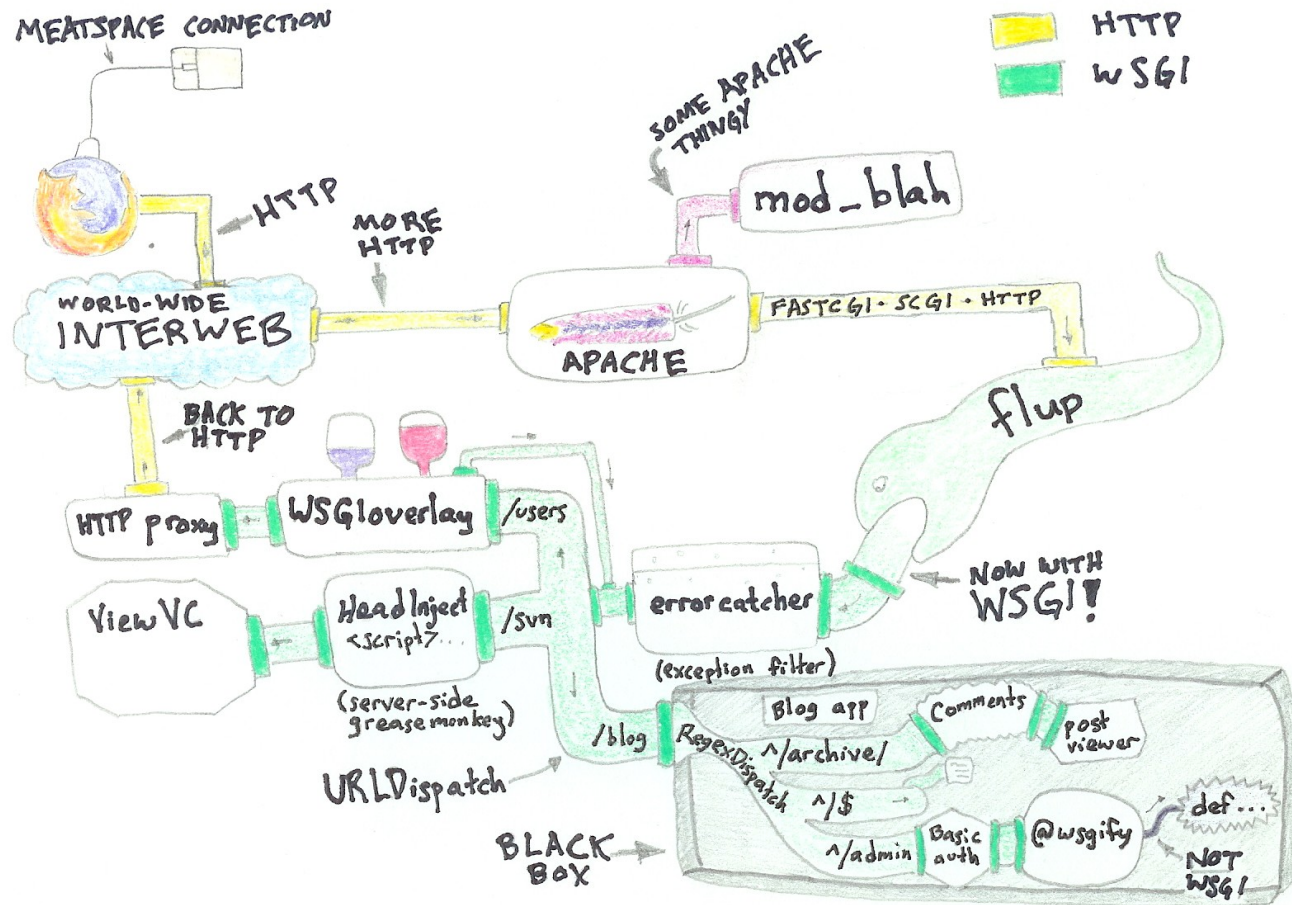 MEATSPACE CONNECTION
HTTP
WSGI
SOME APACHE
THINGY
mod_blah
HTTP
MORE
HTTP
WORLD-WIDE
INTERWEB
APACHE
FASTCGI · SCGI · HTTP
flup
BACK TO
HTTP
HTTP proxy
WSGIoverlay
/users
NOW WITH
WSGI!
errorcatcher
(exception filter)
ViewVC
HeadInject
<script>...
/svn
(server-side
greasemonkey)
/blog
URLDispatch
BLACK
BOX
Blog app
RegexDispatch
^/archive/
Comments
post
viewer
^/$
^/admin
Basic
auth
@wsgify
def...
NOT
WSGI